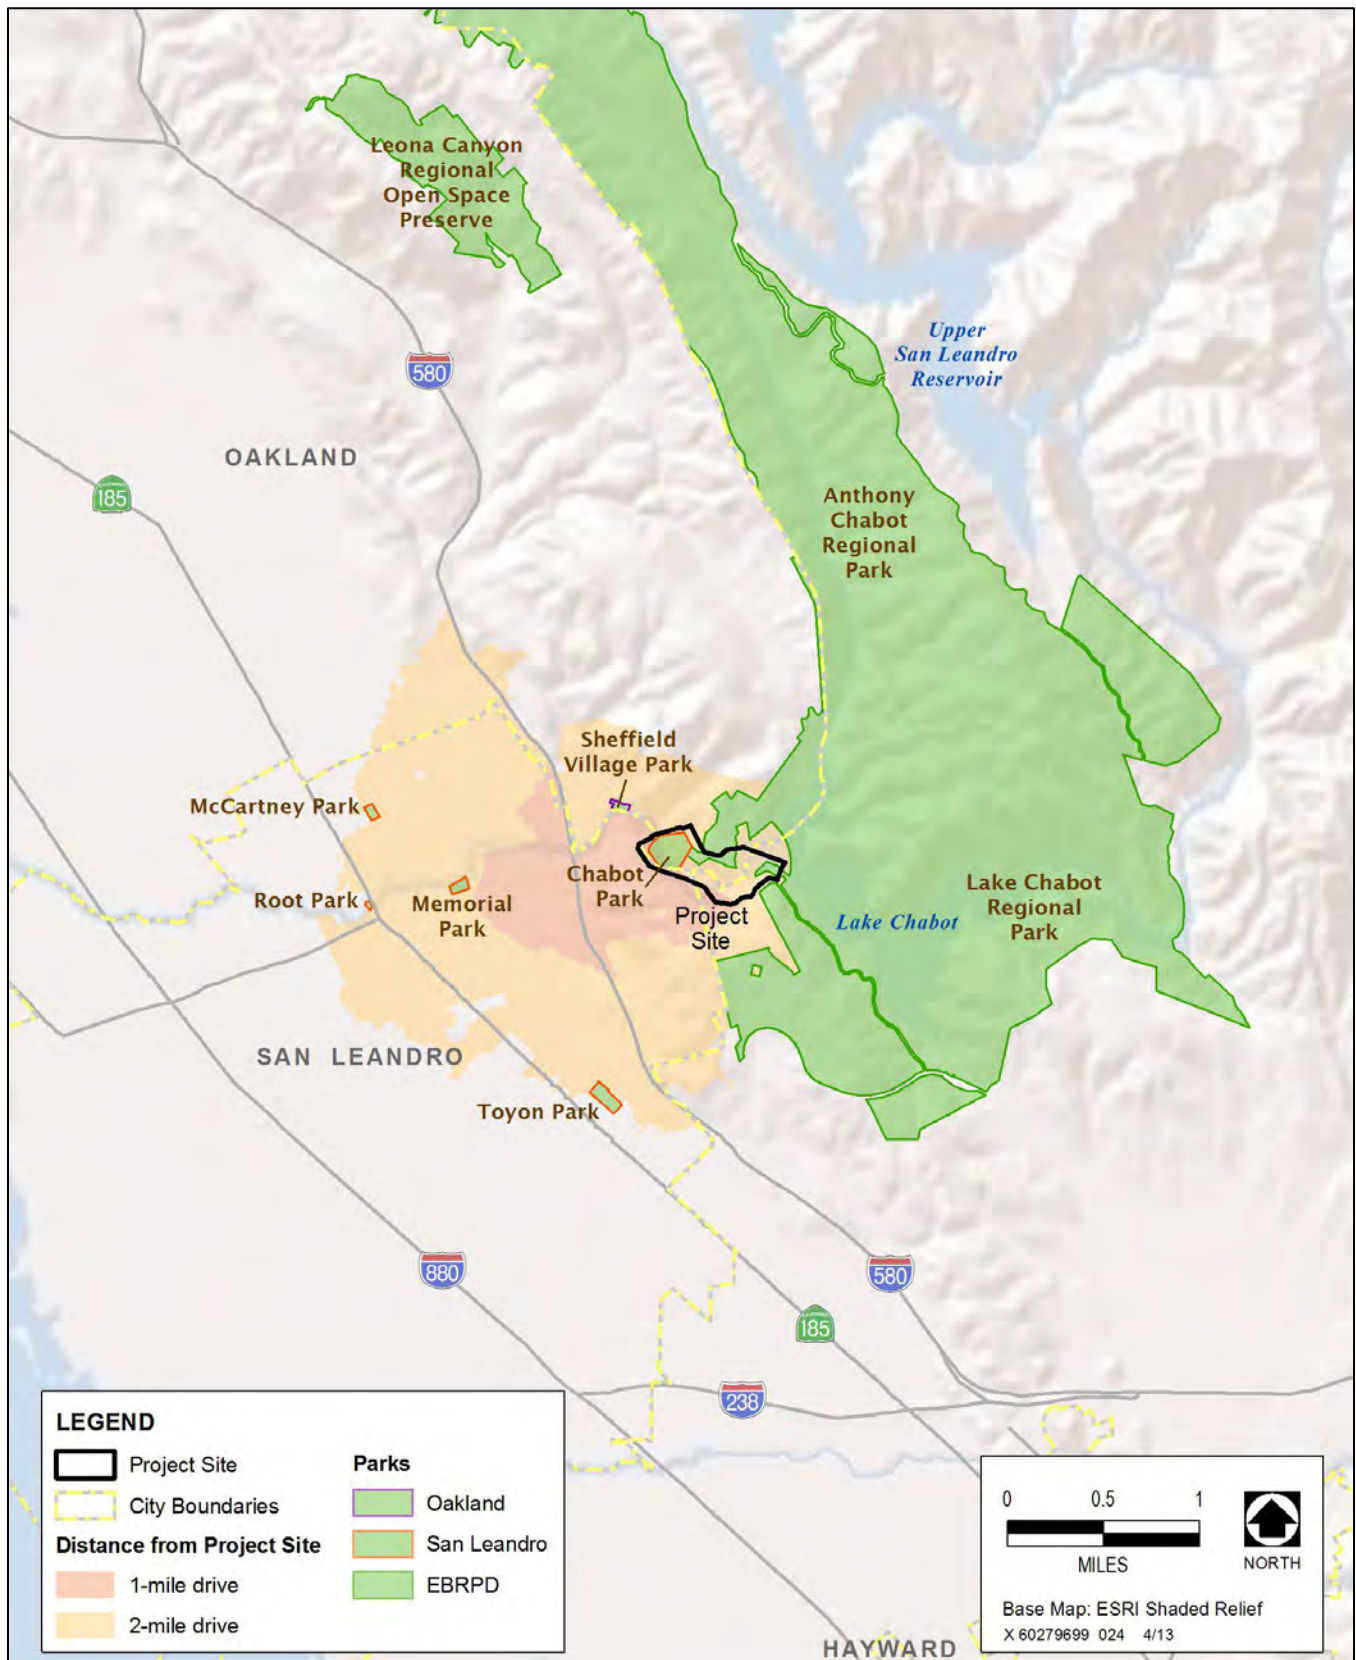 Leona Canyon
Regional
Open Space
Preserve
Upper
San Leandro
Reservoir
580
OAKLAND
185
Anthony
Chabot
Regional
Park
Sheffield
Village Park
McCartney Park
Chabot
Park
Root Park
Memorial
Park
Project
Site
Lake Chabot
Lake Chabot
Regional
Park
SAN LEANDRO
Toyon Park
880
580
185
238
HAYWARD
LEGEND
Project Site
City Boundaries
Distance from Project Site
1-mile drive
2-mile drive
Parks
Oakland
San Leandro
EBRPD
0 0.5 1
MILES
NORTH
Base Map: ESRI Shaded Relief
X 60279699 024 4/13